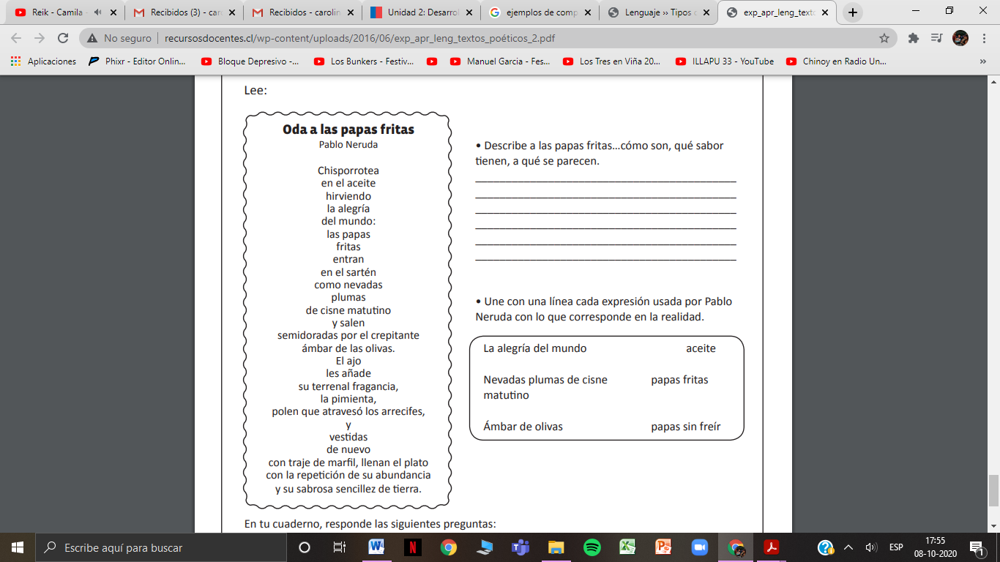 Reik - Camila
Recibidos (3) - caro
Recibidos - carolin
Unidad 2: Desarrol
ejemplos de comp
Lenguaje ›› Tipos
exp_apr_leng_texto
No seguro
recursosdocentes.cl/wp-content/uploads/2016/06/exp_apr_leng_textos_poéticos_2.pdf
Aplicaciones
Phixr - Editor Onlin...
Bloque Depresivo -...
Los Bunkers - Festiv...
Manuel Garcia - Fes...
Los Tres en Viña 20...
ILLAPU 33 - YouTube
Chinoy en Radio Un...
Lee:
Oda a las papas fritas
Pablo Neruda
Chisporrotea
en el aceite
hirviendo
la alegría
del mundo:
las papas
fritas
entran
en el sartén
como nevadas
plumas
de cisne matutino
y salen
semidoradas por el crepitante
ámbar de las olivas.
El ajo
les añade
su terrenal fragancia,
la pimienta,
polen que atravesó los arrecifes,
y
vestidas
de nuevo
con traje de marfil, llenan el plato
con la repetición de su abundancia
y su sabrosa sencillez de tierra.
• Describe a las papas fritas...cómo son, qué sabor
tienen, a qué se parecen.
• Une con una línea cada expresión usada por Pablo
Neruda con lo que corresponde en la realidad.
La alegría del mundo
aceite
Nevadas plumas de cisne
matutino
papas fritas
Ámbar de olivas
papas sin freír
En tu cuaderno, responde las siguientes preguntas:
Escribe aquí para buscar
ESP
17:55
08-10-2020
1